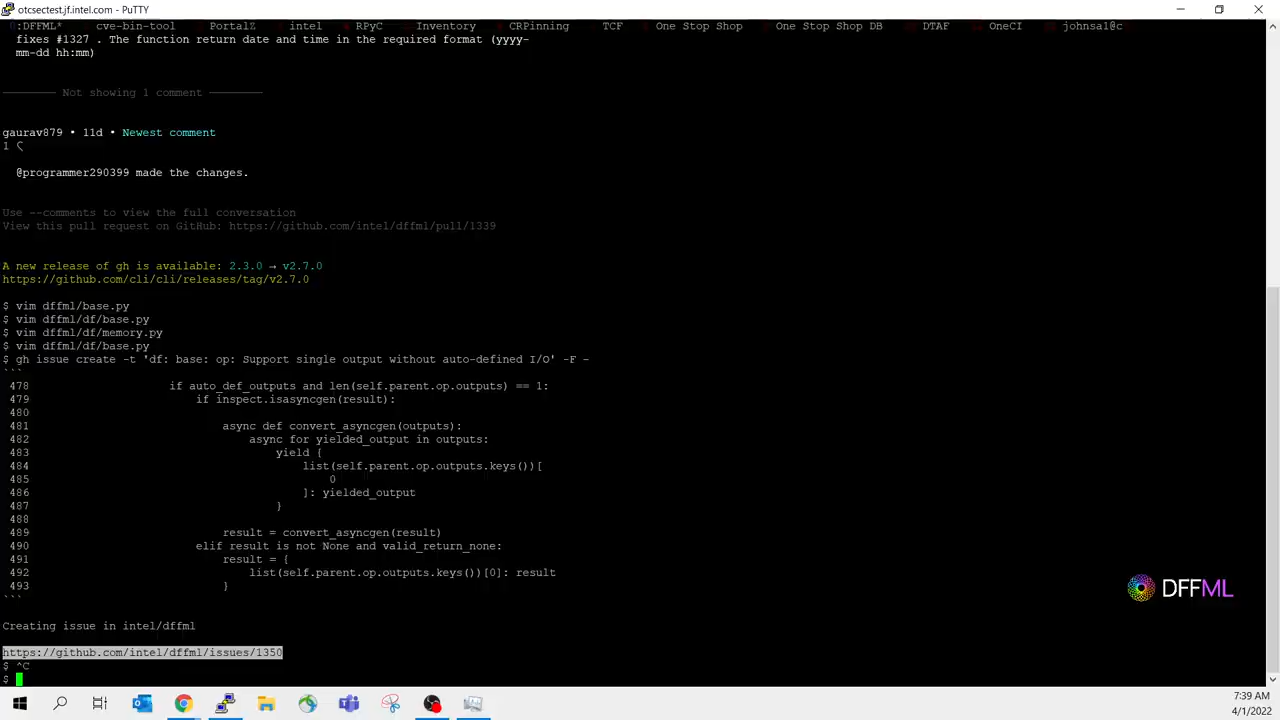 otcsectest.jf.intel.com - PuTTY
0:DFFML* cve-bin-tool PortalZ intel RPyC Inventory CRPinning TCF One Stop Shop One Stop Shop DB DTAF OneCI johnsa1@c
fixes #1327 . The function return date and time in the required format (yyyy-
mm-dd hh:mm)
Not showing 1 comment
gaurav879 • 11d • Newest comment
1
@programmer290399 made the changes.
Use --comments to view the full conversation
View this pull request on GitHub: https://github.com/intel/dffml/pull/1339
A new release of gh is available: 2.3.0 → v2.7.0
https://github.com/cli/cli/releases/tag/v2.7.0
$ vim dffml/base.py
$ vim dffml/df/base.py
$ vim dffml/df/memory.py
$ vim dffml/df/base.py
$ gh issue create -t 'df: base: op: Support single output without auto-defined I/O' -F -
```
478 if auto_def_outputs and len(self.parent.op.outputs) == 1:
479 if inspect.isasyncgen(result):
480
481 async def convert_asyncgen(outputs):
482 async for yielded_output in outputs:
483 yield {
484 list(self.parent.op.outputs.keys())[
485 0
486 ]: yielded_output
487 }
488
489 result = convert_asyncgen(result)
490 elif result is not None and valid_return_none:
491 result = {
492 list(self.parent.op.outputs.keys())[0]: result
493 }
```
DFFML
Creating issue in intel/dffml
https://github.com/intel/dffml/issues/1350
$ ^C
$
7:39 AM
4/1/2022